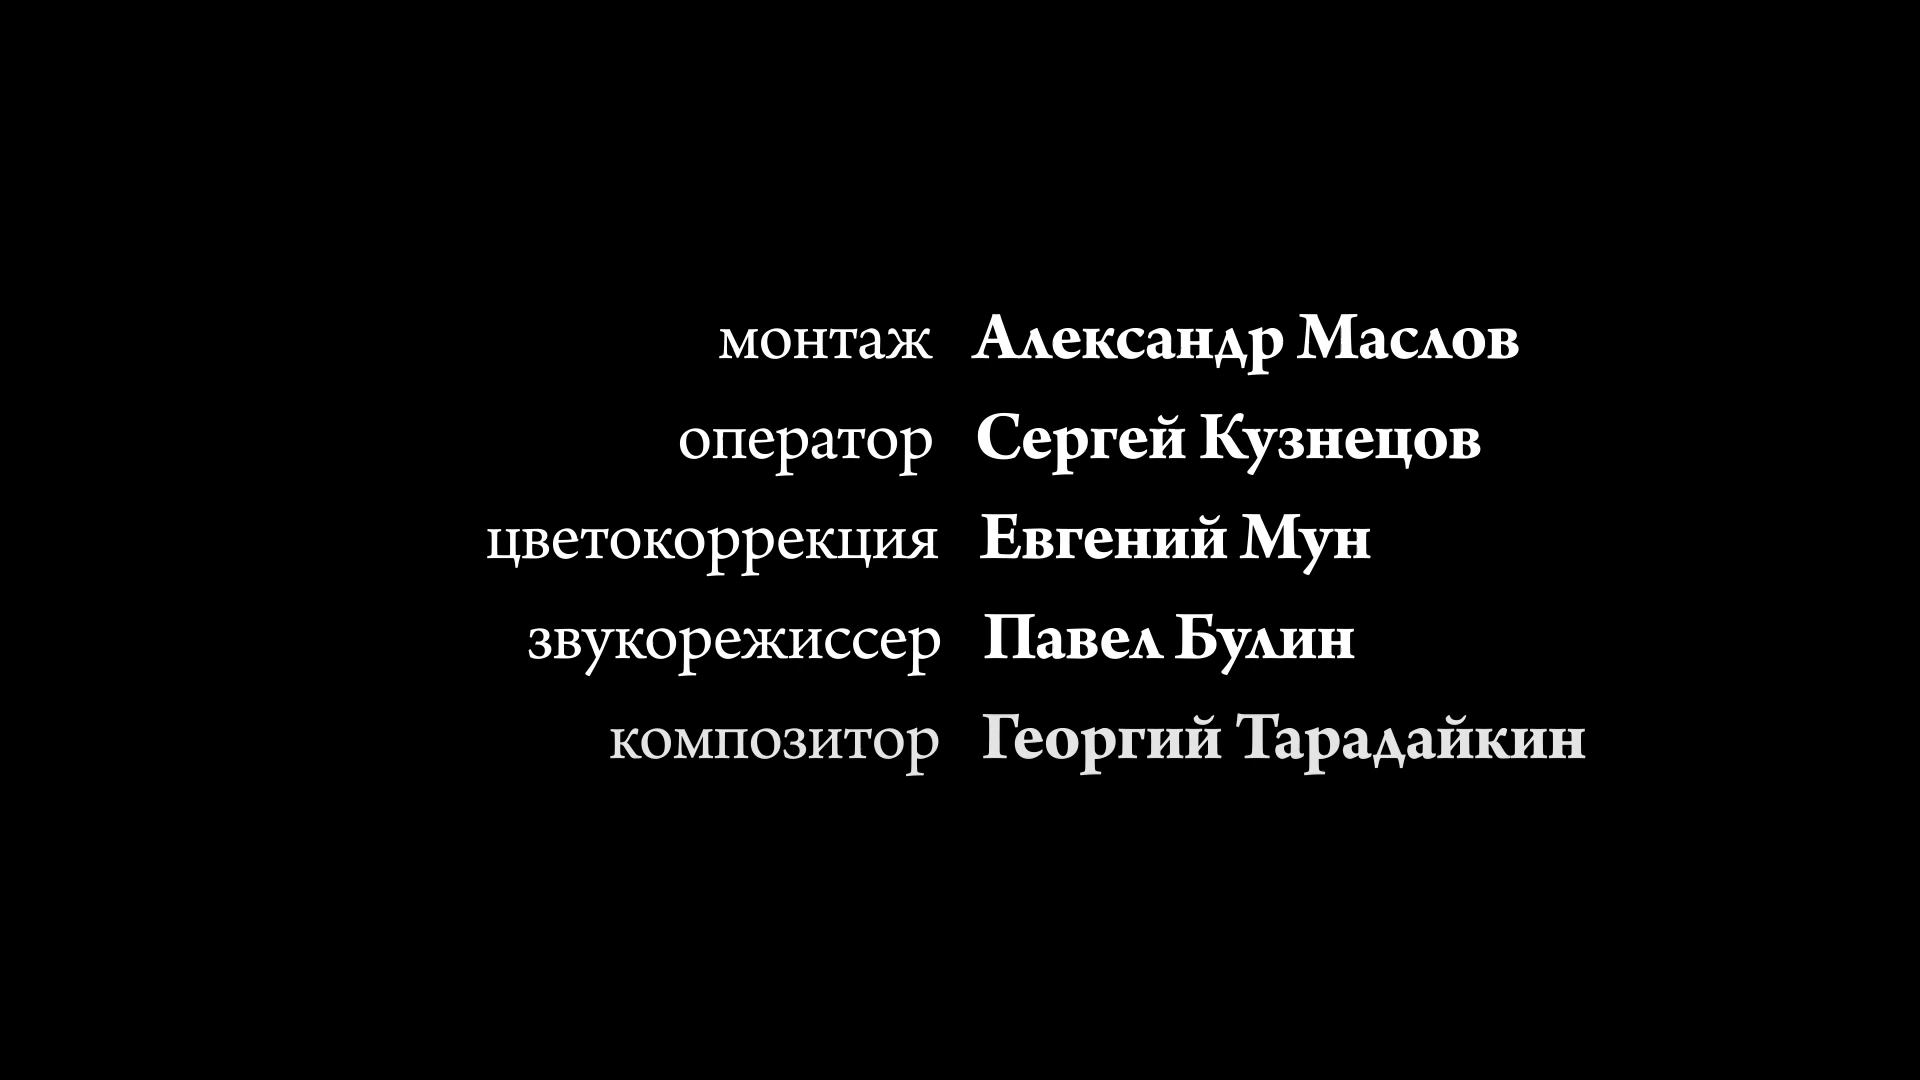 монтаж Александр Маслов
оператор Сергей Кузнецов
цветокоррекция Евгений Мун
звукорежиссер Павел Булин
композитор Георгий Тарадайкин